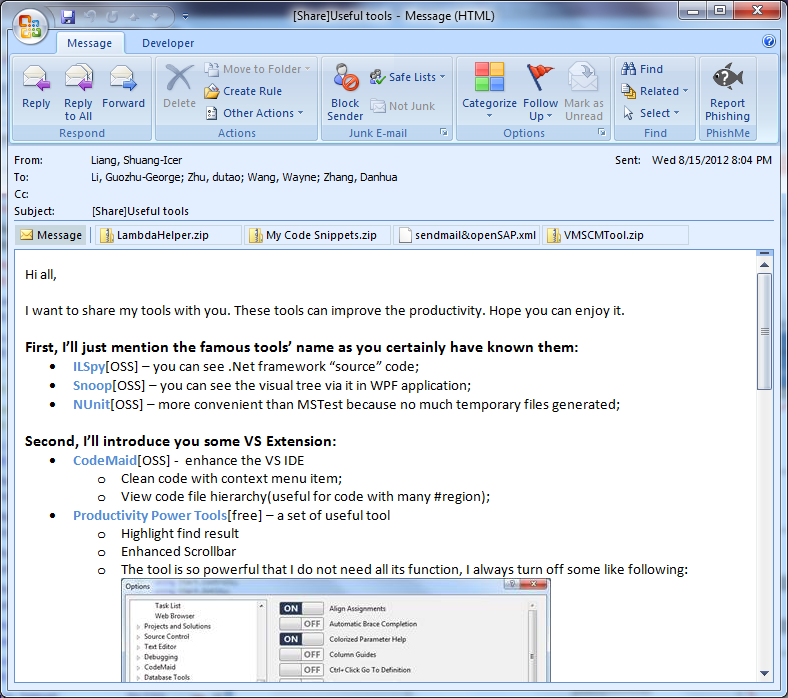 [Share]Useful tools - Message (HTML)
Message Developer
Reply Reply to All Forward
Respond
Delete Move to Folder Create Rule Other Actions
Actions
Block Sender Safe Lists Not Junk
Junk E-mail
Categorize Follow Up Mark as Unread
Options
Find Related Select
Find
Report Phishing
PhishMe
From: Liang, Shuang-Icer Sent: Wed 8/15/2012 8:04 PM
To: Li, Guozhu-George; Zhu, dutao; Wang, Wayne; Zhang, Danhua
Cc:
Subject: [Share]Useful tools
Message LambdaHelper.zip My Code Snippets.zip sendmail&openSAP.xml VMSCMTool.zip
Hi all,
I want to share my tools with you. These tools can improve the productivity. Hope you can enjoy it.
First, I’ll just mention the famous tools’ name as you certainly have known them:
• ILSpy[OSS] – you can see .Net framework “source” code;
• Snoop[OSS] – you can see the visual tree via it in WPF application;
• NUnit[OSS] – more convenient than MSTest because no much temporary files generated;
Second, I’ll introduce you some VS Extension:
• CodeMaid[OSS] - enhance the VS IDE
o Clean code with context menu item;
o View code file hierarchy(useful for code with many #region);
• Productivity Power Tools[free] – a set of useful tool
o Highlight find result
o Enhanced Scrollbar
o The tool is so powerful that I do not need all its function, I always turn off some like following:
Options
Task List
Web Browser
Projects and Solutions
Source Control
Text Editor
Debugging
CodeMaid
Database Tools
ON Align Assignments
OFF Automatic Brace Completion
ON Colorized Parameter Help
OFF Column Guides
OFF Ctrl+Click Go To Definition